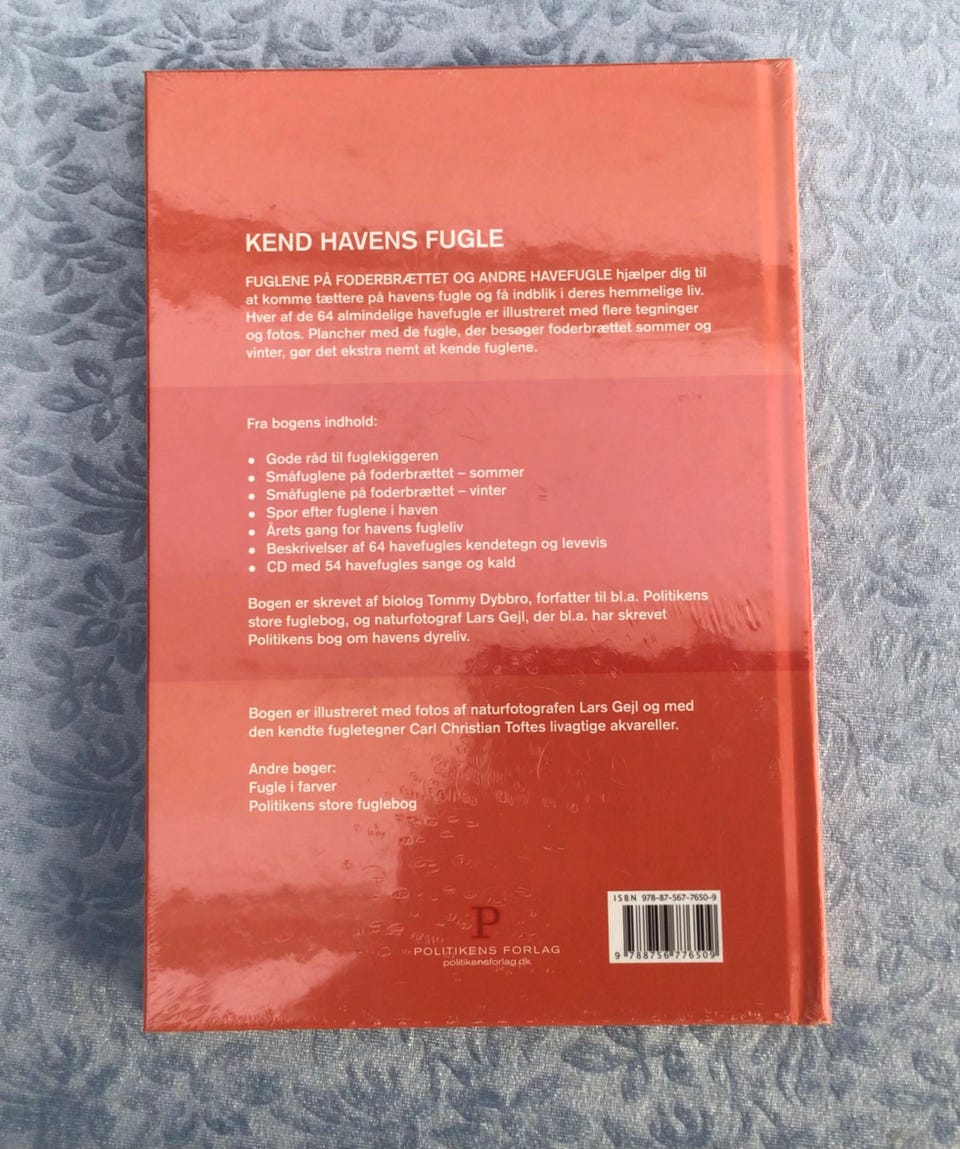 KEND HAVENS FUGLE
FUGLENE PÅ FODERBRÆTTET OG ANDRE HAVEFUGLE hjælper dig til
at komme tættere på havens fugle og få indblik i deres hemmelige liv.
Hver af de 64 almindelige havefugle er illustreret med flere tegninger
og fotos. Plancher med de fugle, der besøger foderbrættet sommer og
vinter, gør det ekstra nemt at kende fuglene.
Fra bogens indhold:
• Gode råd til fuglekiggeren
• Småfuglene på foderbrættet – sommer
• Småfuglene på foderbrættet – vinter
• Spor efter fuglene i haven
• Årets gang for havens fugleliv
• Beskrivelser af 64 havefugles kendetegn og levevis
• CD med 54 havefugles sange og kald
Bogen er skrevet af biolog Tommy Dybbro, forfatter til bl.a. Politikens
store fuglebog, og naturfotograf Lars Gejl, der bl.a. har skrevet
Politikens bog om havens dyreliv.
Bogen er illustreret med fotos af naturfotografen Lars Gejl og med
den kendte fugletegner Carl Christian Toftes livagtige akvareller.
Andre bøger:
Fugle i farver
Politikens store fuglebog
P
POLITIKENS FORLAG
politikensforlag.dk
ISBN 978-87-567-7650-9
9 788756 776509